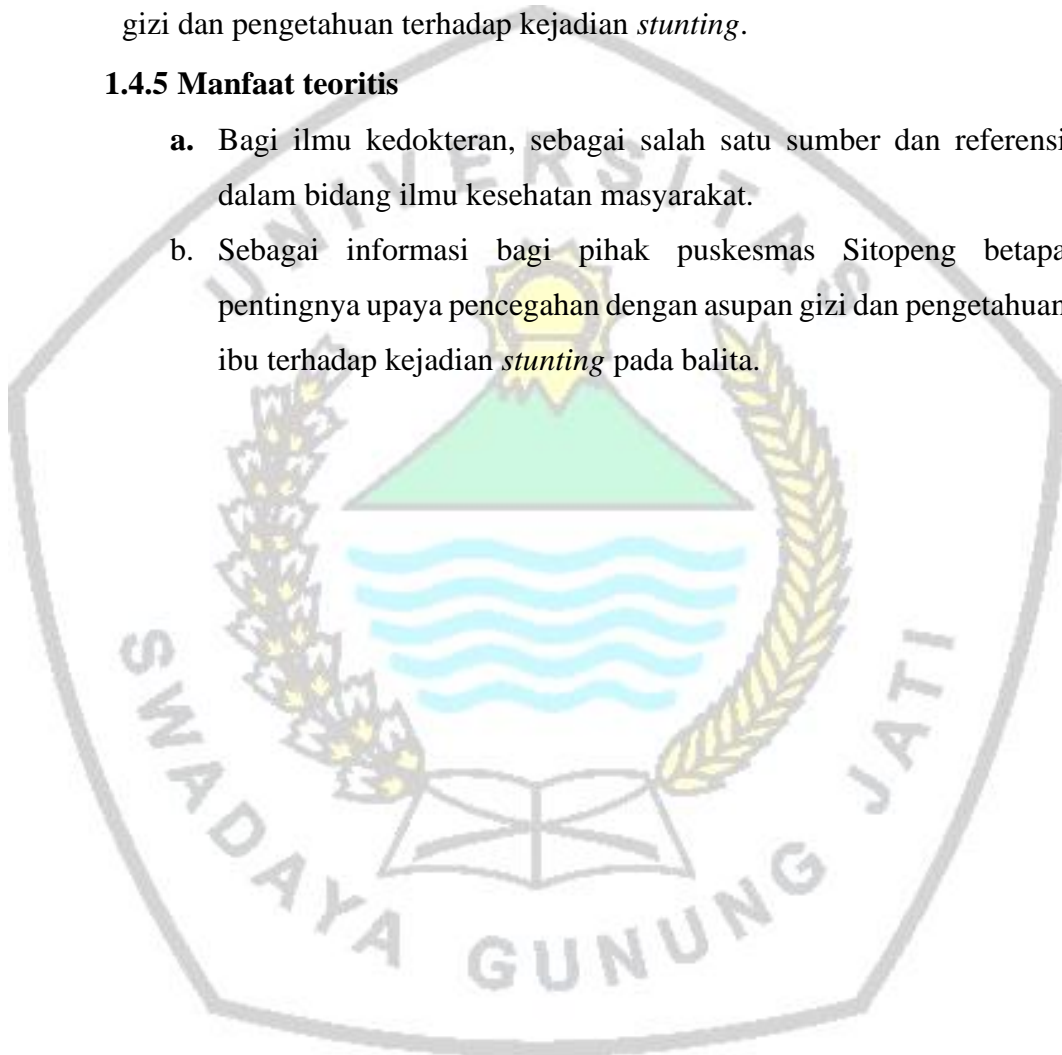 gizi dan pengetahuan terhadap kejadian stunting.
1.4.5 Manfaat teoritis
a. Bagi ilmu kedokteran, sebagai salah satu sumber dan referensi
dalam bidang ilmu kesehatan masyarakat.
b. Sebagai informasi bagi pihak puskesmas Sitopeng betapa
pentingnya upaya pencegahan dengan asupan gizi dan pengetahuan
ibu terhadap kejadian stunting pada balita.
UNIVERSITAS
SWADAYA GUNUNG JATI